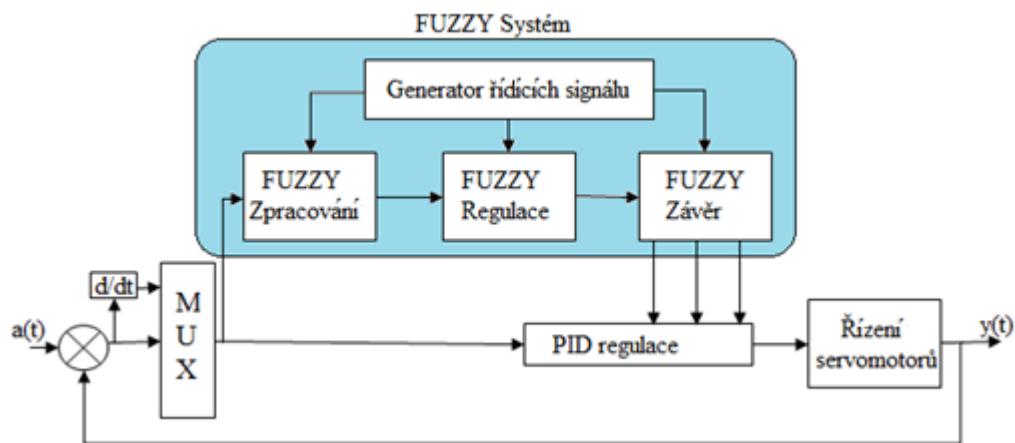 FUZZY Systém
Generator řídících signálu
FUZZY
Zpracování
FUZZY
Regulace
FUZZY
Závěr
d/dt
M
U
X
a(t)
PID regulace
Řízení
servomotorů
y(t)